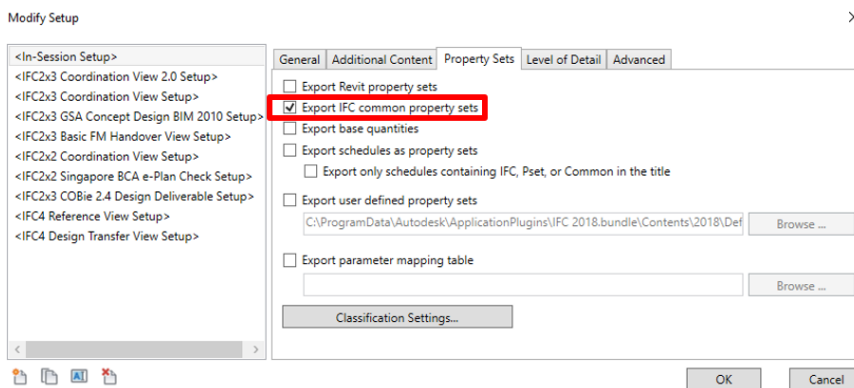 Modify Setup
<In-Session Setup>
<IFC2x3 Coordination View 2.0 Setup>
<IFC2x3 Coordination View Setup>
<IFC2x3 GSA Concept Design BIM 2010 Setup>
<IFC2x3 Basic FM Handover View Setup>
<IFC2x2 Coordination View Setup>
<IFC2x2 Singapore BCA e-Plan Check Setup>
<IFC2x3 COBie 2.4 Design Deliverable Setup>
<IFC4 Reference View Setup>
<IFC4 Design Transfer View Setup>
General Additional Content Property Sets Level of Detail Advanced
Export Revit property sets
Export IFC common property sets
Export base quantities
Export schedules as property sets
Export only schedules containing IFC, Pset, or Common in the title
Export user defined property sets
C:\ProgramData\Autodesk\ApplicationPlugins\IFC 2018.bundle\Contents\2018\Def
Browse ...
Export parameter mapping table
Browse ...
Classification Settings...
OK Cancel